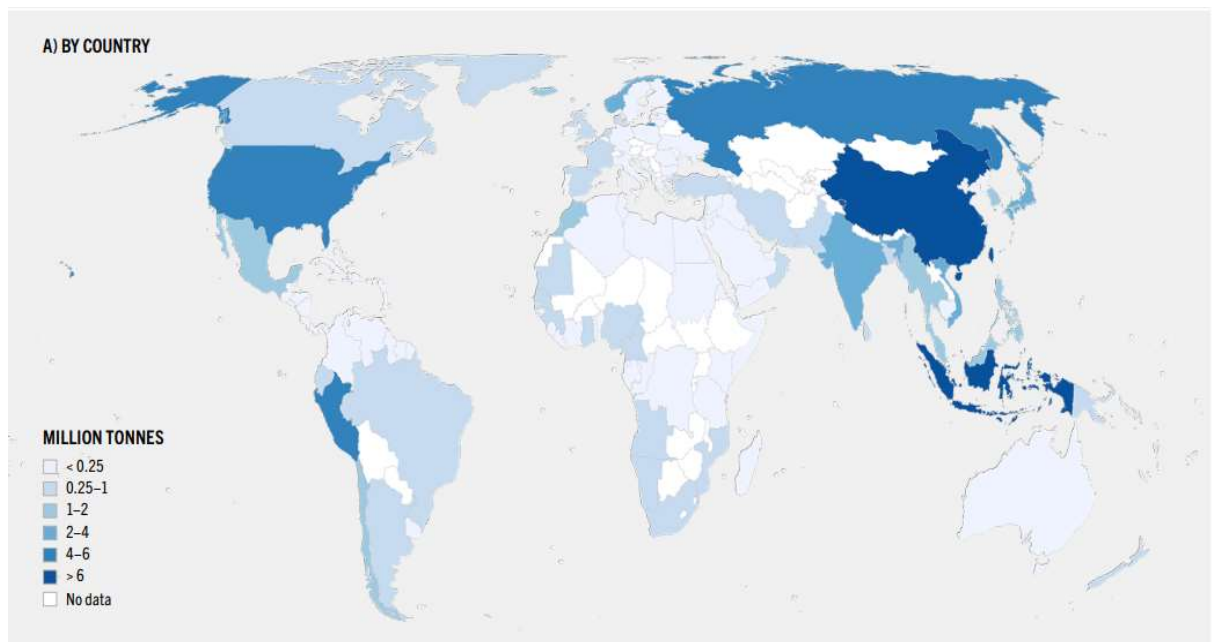 A) BY COUNTRY
MILLION TONNES
< 0.25
0.25–1
1–2
2–4
4–6
> 6
No data